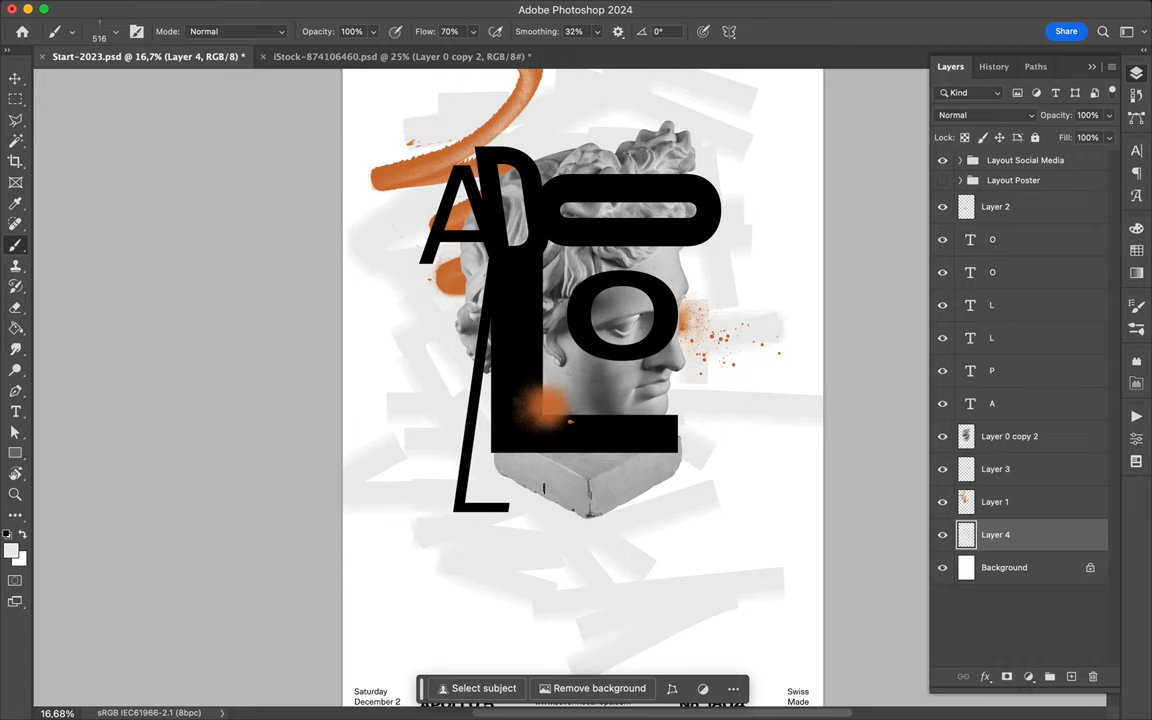 Adobe Photoshop 2024
516
Mode: Normal
Opacity: 100%
Flow: 70%
Smoothing: 32%
0°
Share
Start-2023.psd @ 16,7% (Layer 4, RGB/8) *
iStock-874106460.psd @ 25% (Layer 0 copy 2, RGB/8#) *
Layers
History
Paths
Kind
Normal
Opacity: 100%
Lock:
Fill: 100%
Layout Social Media
Layout Poster
Layer 2
O
O
L
L
P
A
Layer 0 copy 2
Layer 3
Layer 1
Layer 4
Background
A
O
L
O
L
Select subject
Remove background
Saturday
December 2
Swiss
Made
16,68%
sRGB IEC61966-2.1 (8bpc)